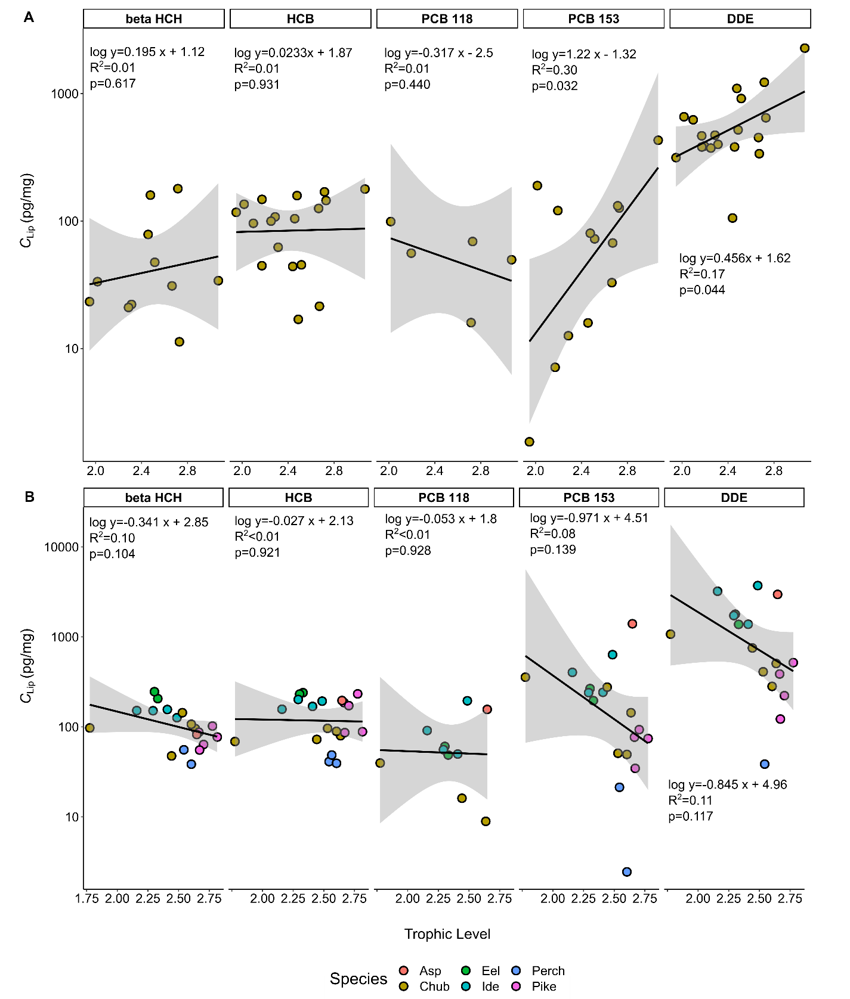 A
beta HCH HCB PCB 118 PCB 153 DDE
log y=0.195 x + 1.12
R²=0.01
p=0.617
log y=0.0233x + 1.87
R²=0.01
p=0.931
log y=-0.317 x - 2.5
R²=0.01
p=0.440
log y=1.22 x - 1.32
R²=0.30
p=0.032
log y=0.456x + 1.62
R²=0.17
p=0.044
1000
100
10
CLip (pg/mg)
2.0 2.4 2.8 2.0 2.4 2.8 2.0 2.4 2.8 2.0 2.4 2.8 2.0 2.4 2.8
B
beta HCH HCB PCB 118 PCB 153 DDE
log y=-0.341 x + 2.85
R²=0.10
p=0.104
log y=-0.027 x + 2.13
R²<0.01
p=0.921
log y=-0.053 x + 1.8
R²<0.01
p=0.928
log y=-0.971 x + 4.51
R²=0.08
p=0.139
log y=-0.845 x + 4.96
R²=0.11
p=0.117
10000
1000
100
10
CLip (pg/mg)
1.75 2.00 2.25 2.50 2.75 2.00 2.25 2.50 2.75 2.00 2.25 2.50 2.75 2.00 2.25 2.50 2.75 2.00 2.25 2.50 2.75
Trophic Level
Species
Asp Eel Perch
Chub Ide Pike